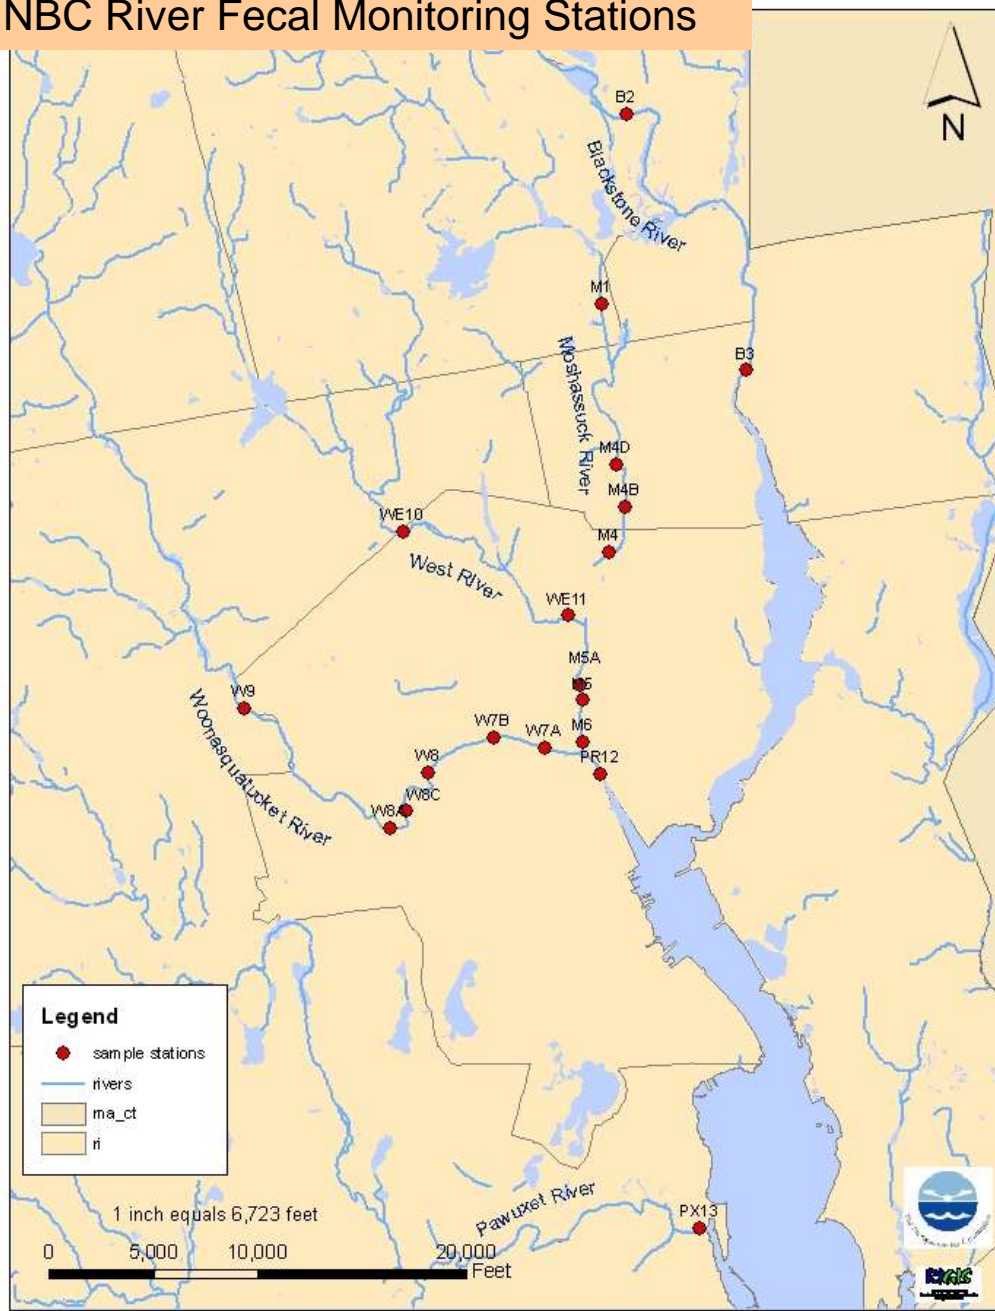 NBC River Fecal Monitoring Stations
N
B2
Blackstone River
M1
Moshassuck River
B3
M4D
M4B
WE10
M4
West River
WE11
M5A
M5
W9
W7B
W7A
M6
W8
PR12
Woonasquatucket River
W8C
W8A
Legend
sample stations
rivers
ma_ct
ri
Pawuxet River
PX13
1 inch equals 6,723 feet
0 5,000 10,000 20,000
Feet